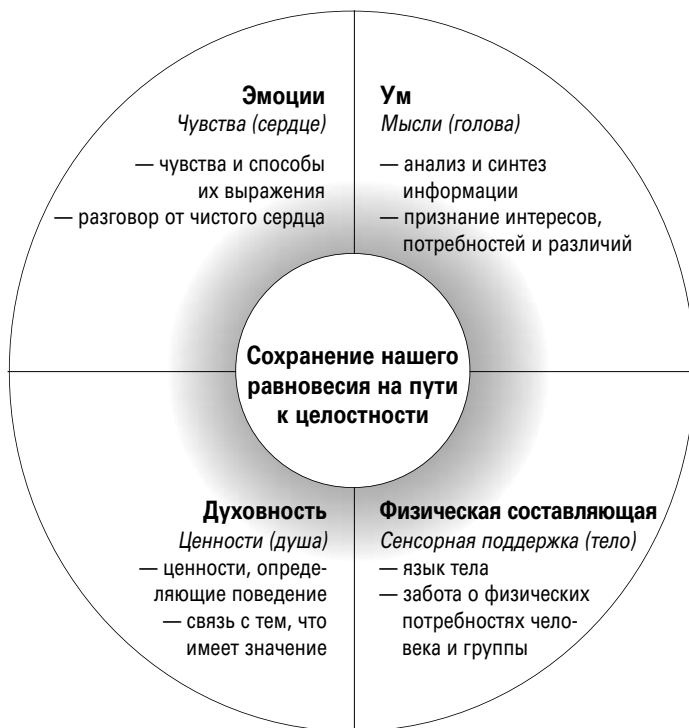 Эмоции
Чувства (сердце)
— чувства и способы
их выражения
— разговор от чистого сердца
Ум
Мысли (голова)
— анализ и синтез
информации
— признание интересов,
потребностей и различий
Сохранение нашего
равновесия на пути
к целостности
Духовность
Ценности (душа)
— ценности, опреде-
ляющие поведение
— связь с тем, что
имеет значение
Физическая составляющая
Сенсорная поддержка (тело)
— язык тела
— забота о физических
потребностях чело-
века и группы